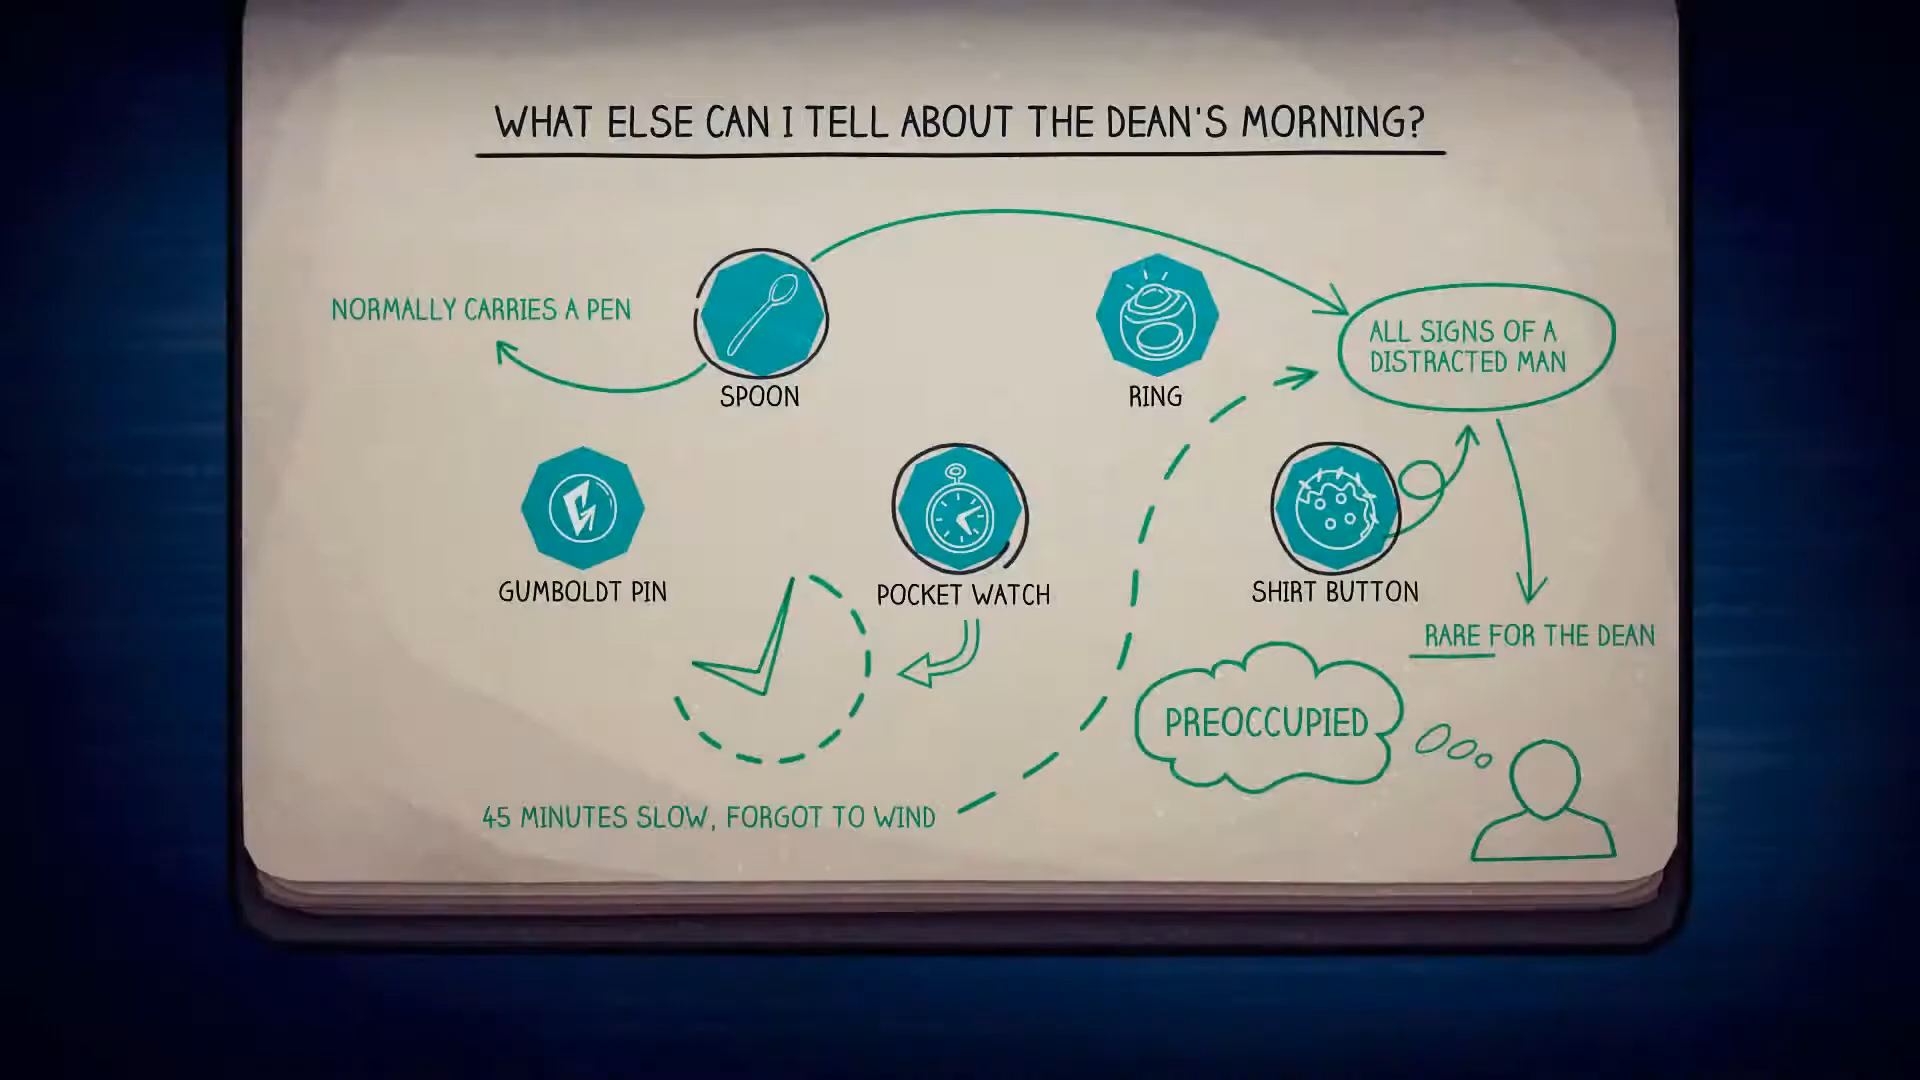 WHAT ELSE CAN I TELL ABOUT THE DEAN'S MORNING?
NORMALLY CARRIES A PEN
SPOON
RING
ALL SIGNS OF A
DISTRACTED MAN
GUMBOLDT PIN
POCKET WATCH
SHIRT BUTTON
RARE FOR THE DEAN
PREOCCUPIED
45 MINUTES SLOW, FORGOT TO WIND